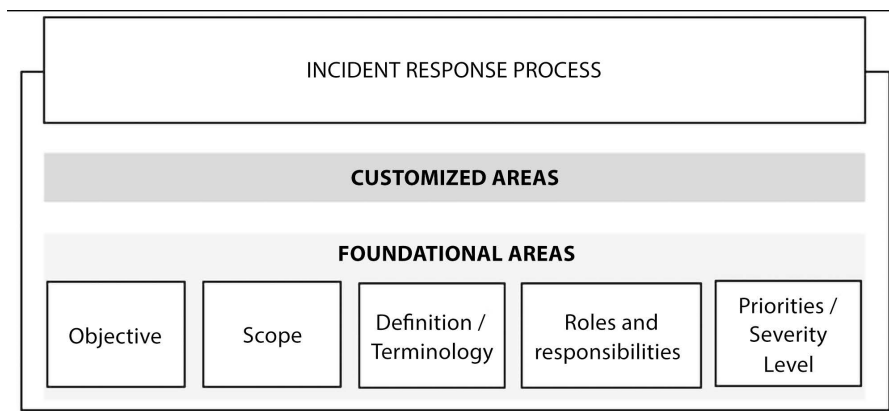 INCIDENT RESPONSE PROCESS
CUSTOMIZED AREAS
FOUNDATIONAL AREAS
Objective
Scope
Definition /
Terminology
Roles and
responsibilities
Priorities /
Severity
Level